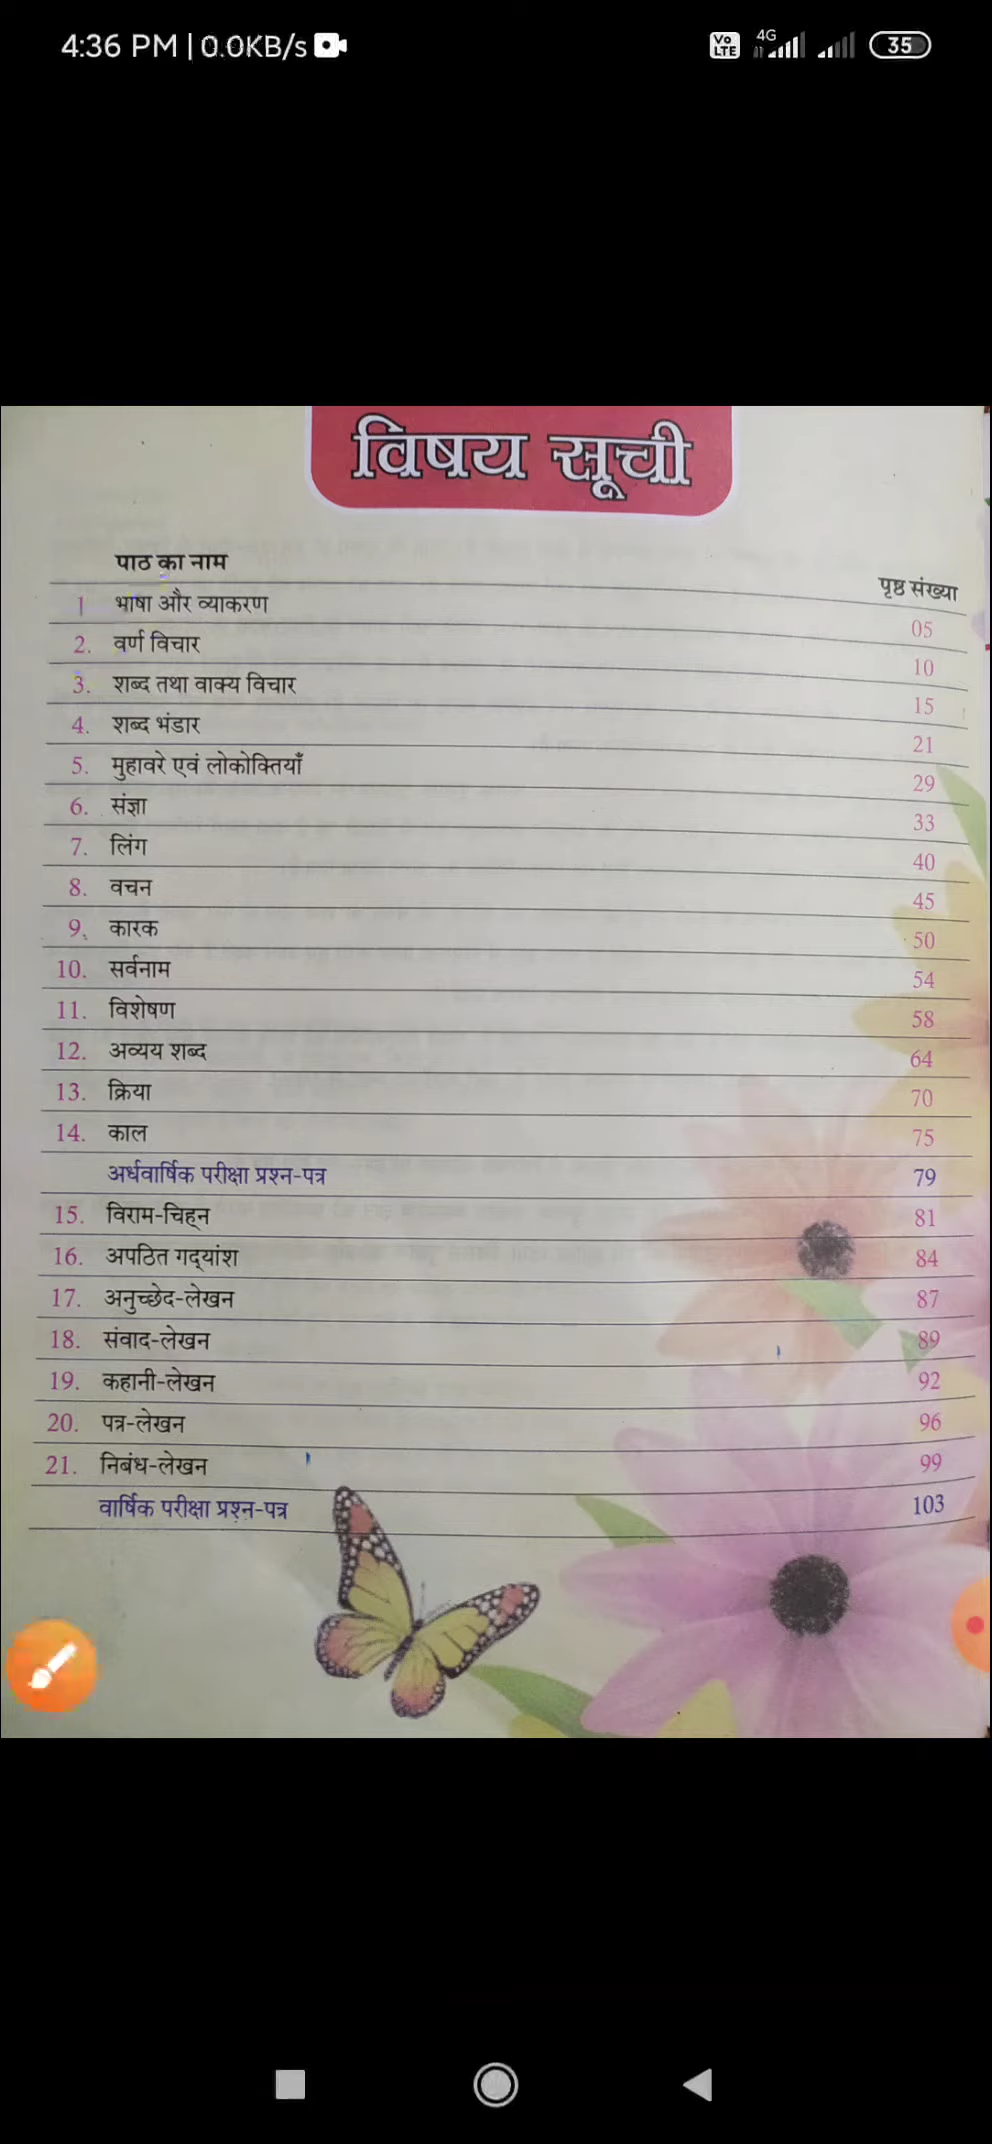 4:36 PM | 0.0KB/s
Vo LTE 4G 35
विषय सूची
पाठ का नाम पृष्ठ संख्या
1 भाषा और व्याकरण 05
2. वर्ण विचार 10
3. शब्द तथा वाक्य विचार 15
4. शब्द भंडार 21
5. मुहावरे एवं लोकोक्तियाँ 29
6. संज्ञा 33
7. लिंग 40
8. वचन 45
9. कारक 50
10. सर्वनाम 54
11. विशेषण 58
12. अव्यय शब्द 64
13. क्रिया 70
14. काल 75
अर्धवार्षिक परीक्षा प्रश्न-पत्र 79
15. विराम-चिह्‌न 81
16. अपठित गद्‌यांश 84
17. अनुच्छेद-लेखन 87
18. संवाद-लेखन 89
19. कहानी-लेखन 92
20. पत्र-लेखन 96
21. निबंध-लेखन 99
वार्षिक परीक्षा प्रश्न-पत्र 103